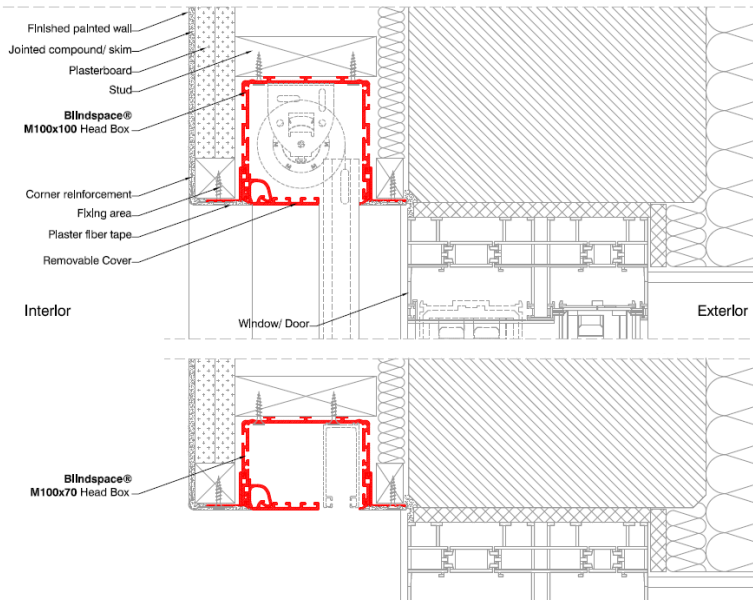 Finished painted wall
Jointed compound/ skim
Plasterboard
Stud
Blindspace®
M100x100 Head Box
Corner reinforcement
Fixing area
Plaster fiber tape
Removable Cover
Interior
Window/ Door
Exterior
Blindspace®
M100x70 Head Box